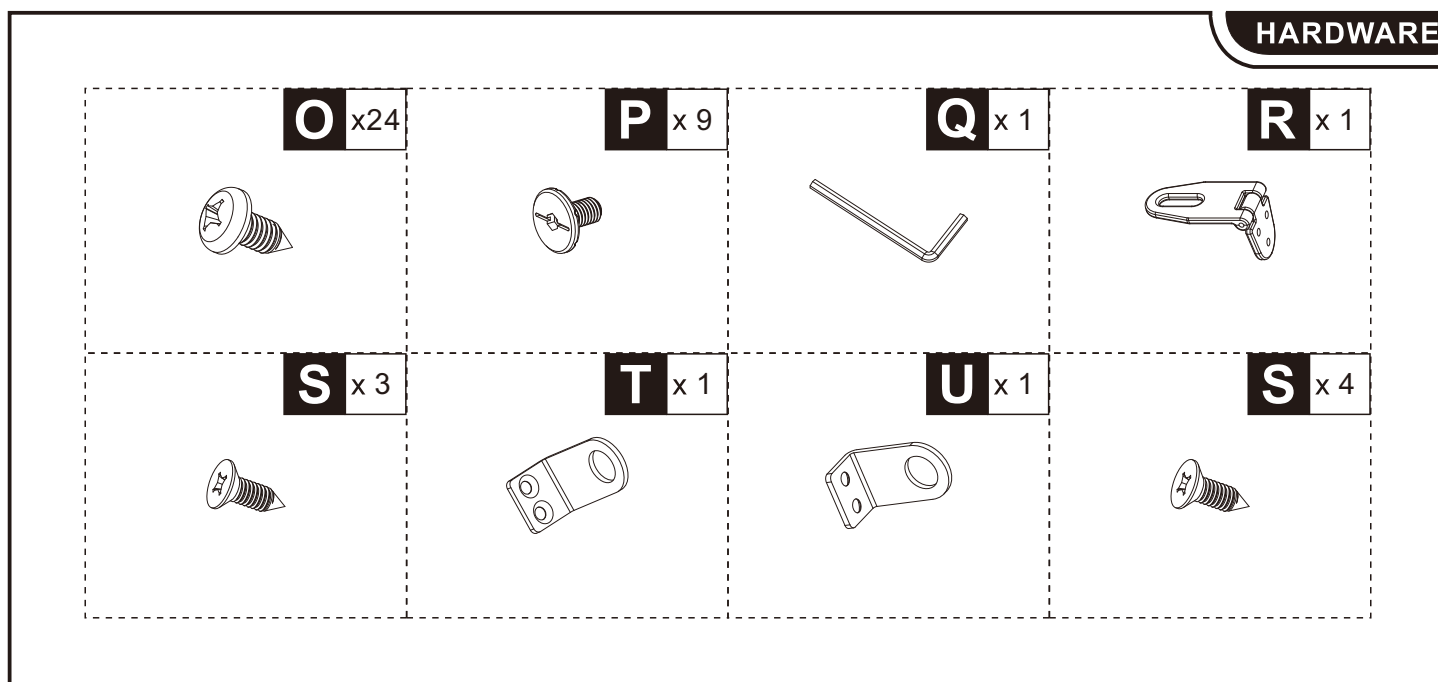 HARDWARE
O x24
P x 9
Q x 1
R x 1
S x 3
T x 1
U x 1
S x 4